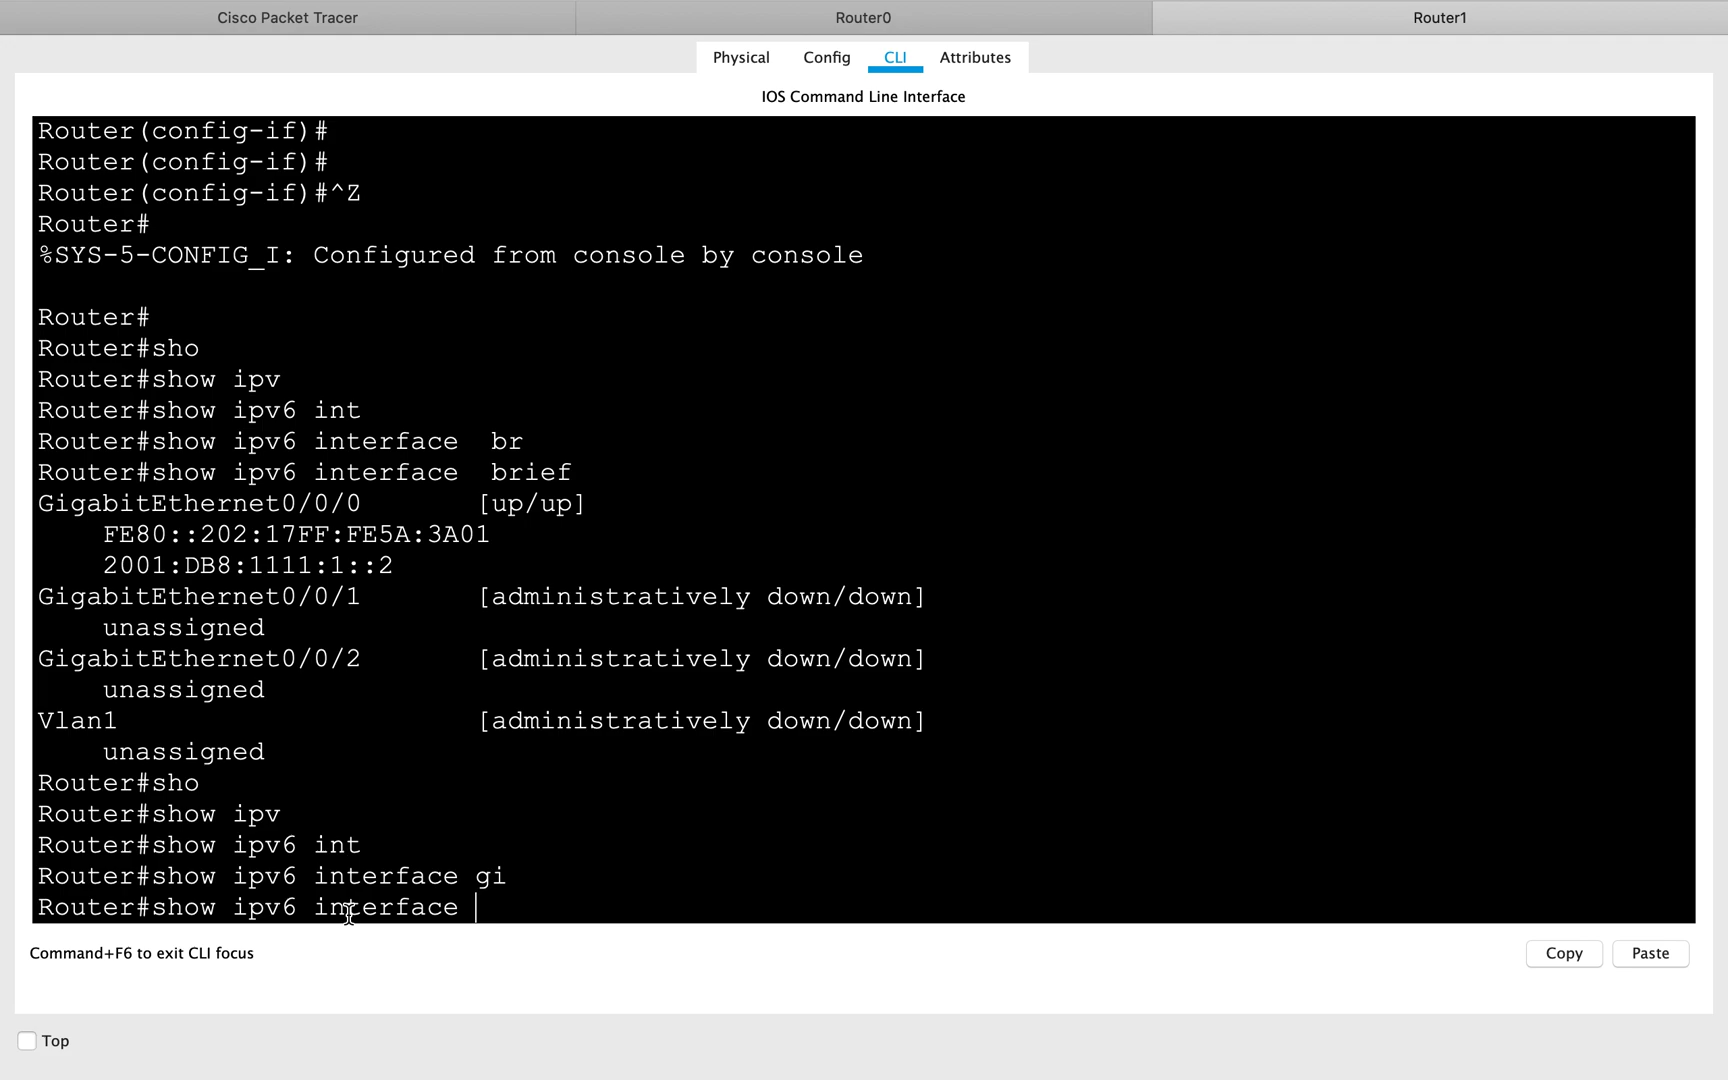 Cisco Packet Tracer
Router0
Router1
Physical
Config
CLI
Attributes
IOS Command Line Interface
Router(config-if)#
Router(config-if)#
Router(config-if)#^Z
Router#
%SYS-5-CONFIG_I: Configured from console by console
Router#
Router#sho
Router#show ipv
Router#show ipv6 int
Router#show ipv6 interface  br
Router#show ipv6 interface  brief
GigabitEthernet0/0/0       [up/up]
    FE80::202:17FF:FE5A:3A01
    2001:DB8:1111:1::2
GigabitEthernet0/0/1       [administratively down/down]
    unassigned
GigabitEthernet0/0/2       [administratively down/down]
    unassigned
Vlan1                      [administratively down/down]
    unassigned
Router#sho
Router#show ipv
Router#show ipv6 int
Router#show ipv6 interface gi
Router#show ipv6 interface
Command+F6 to exit CLI focus
Copy
Paste
Top